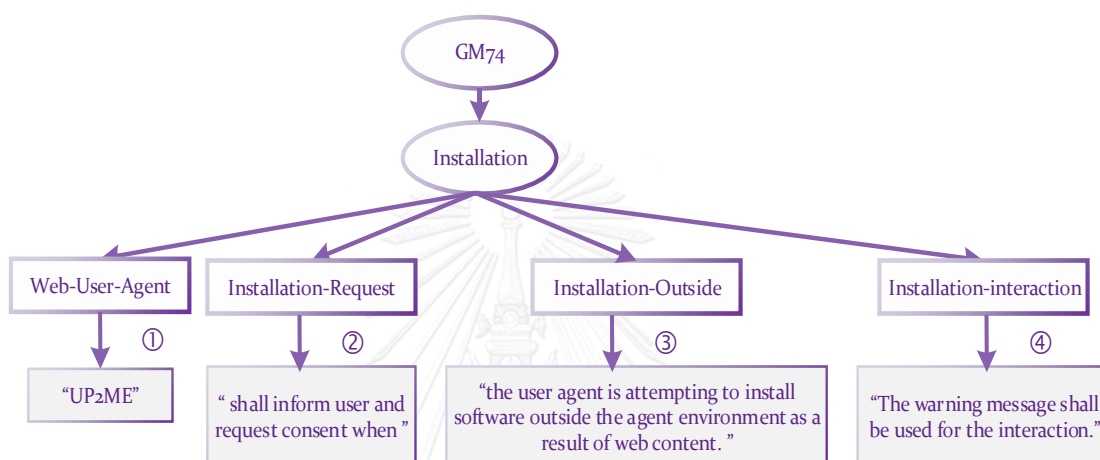 GM74
Installation
Web-User-Agent
Installation-Request
Installation-Outside
Installation-interaction
①
②
③
④
“UP2ME”
“ shall inform user and
request consent when ”
“the user agent is attempting to install
software outside the agent environment as a
result of web content. ”
“The warning message shall
be used for the interaction.”